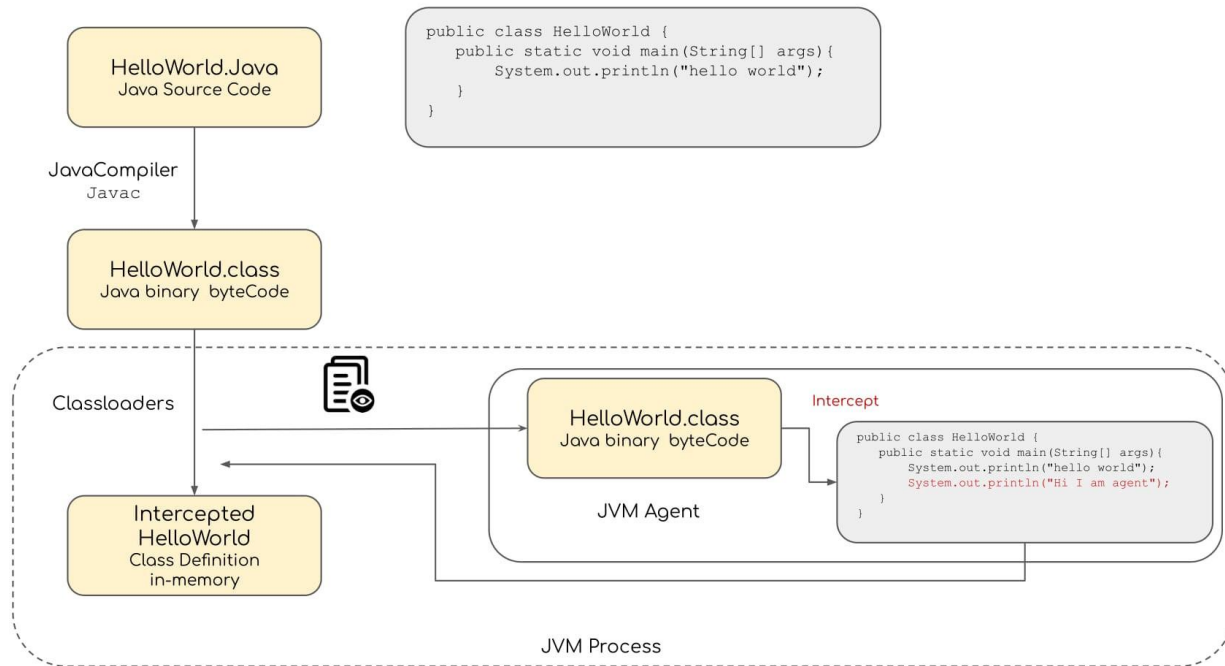 HelloWorld.Java
Java Source Code
public class HelloWorld {
public static void main(String[] args){
System.out.println("hello world");
}
}
JavaCompiler
Javac
HelloWorld.class
Java binary byteCode
Classloaders
HelloWorld.class
Java binary byteCode
Intercept
public class HelloWorld {
public static void main(String[] args){
System.out.println("hello world");
System.out.println("Hi I am agent");
}
}
JVM Agent
Intercepted
HelloWorld
Class Definition
in-memory
JVM Process